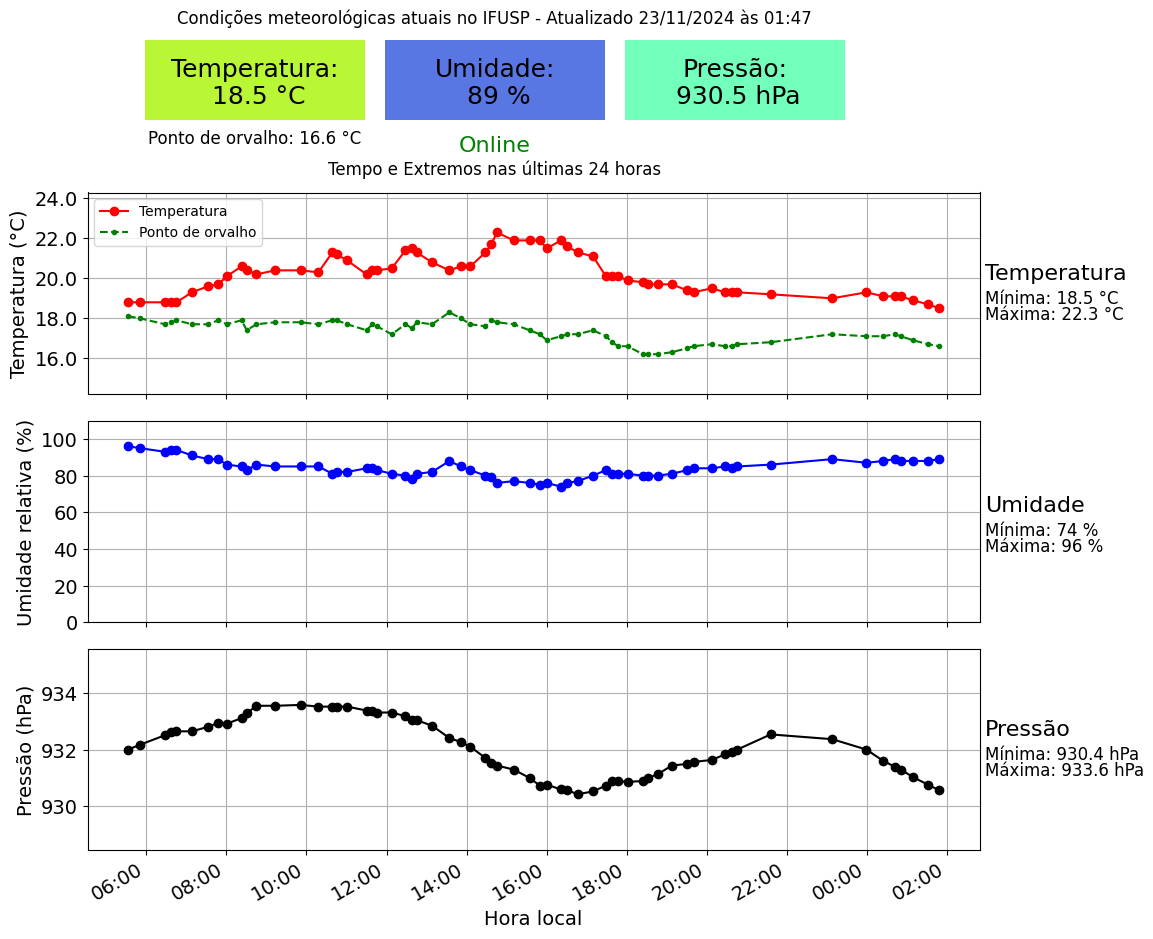 Condições meteorológicas atuais no IFUSP - Atualizado 23/11/2024 às 01:47
Temperatura:
18.5 °C
Umidade:
89 %
Pressão:
930.5 hPa
Ponto de orvalho: 16.6 °C
Online
Tempo e Extremos nas últimas 24 horas
Temperatura (°C)
24.0
22.0
20.0
18.0
16.0
Temperatura
Ponto de orvalho
Temperatura
Mínima: 18.5 °C
Máxima: 22.3 °C
Umidade relativa (%)
100
80
60
40
20
0
Umidade
Mínima: 74 %
Máxima: 96 %
Pressão (hPa)
934
932
930
Pressão
Mínima: 930.4 hPa
Máxima: 933.6 hPa
06:00 08:00 10:00 12:00 14:00 16:00 18:00 20:00 22:00 00:00 02:00
Hora local